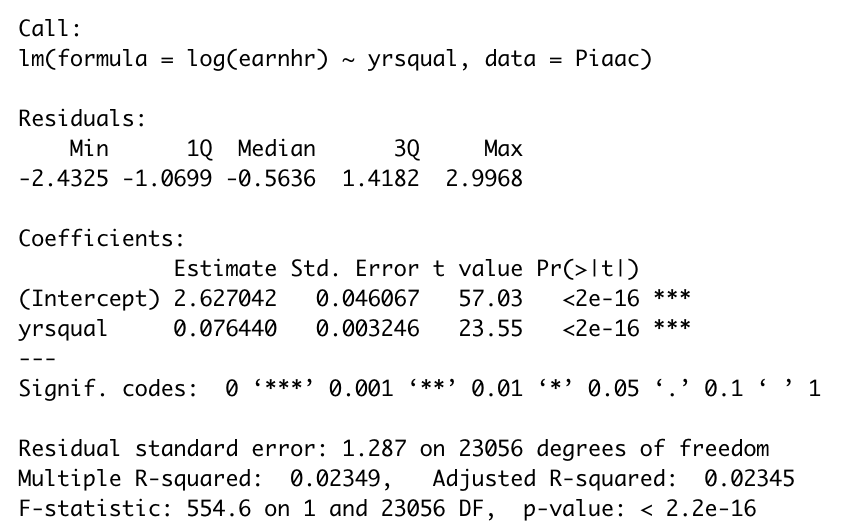 Call:
lm(formula = log(earnhr) ~ yrsqual, data = Piaac)

Residuals:
    Min      1Q  Median      3Q     Max
-2.4325 -1.0699 -0.5636  1.4182  2.9968

Coefficients:
            Estimate Std. Error t value Pr(>|t|)
(Intercept) 2.627042   0.046067   57.03   <2e-16 ***
yrsqual     0.076440   0.003246   23.55   <2e-16 ***
---
Signif. codes:  0 ‘***’ 0.001 ‘**’ 0.01 ‘*’ 0.05 ‘.’ 0.1 ‘ ’ 1

Residual standard error: 1.287 on 23056 degrees of freedom
Multiple R-squared:  0.02349,	Adjusted R-squared:  0.02345
F-statistic: 554.6 on 1 and 23056 DF,  p-value: < 2.2e-16